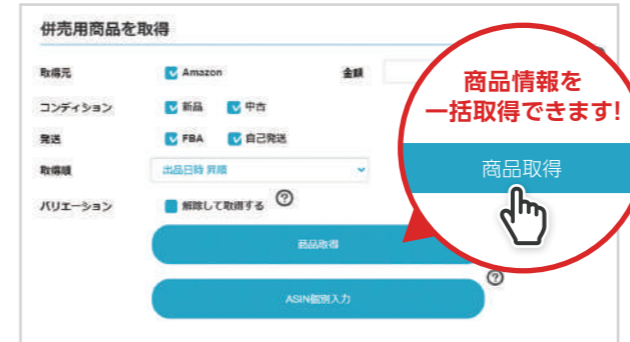 併売用商品を取得
取得元 Amazon 金額
コンディション 新品 中古
発送 FBA 自己発送
取得順 出品日時 昇順
バリエーション 解除して取得する ?
商品取得
ASIN個別入力 ?
商品情報を
一括取得できます!
商品取得